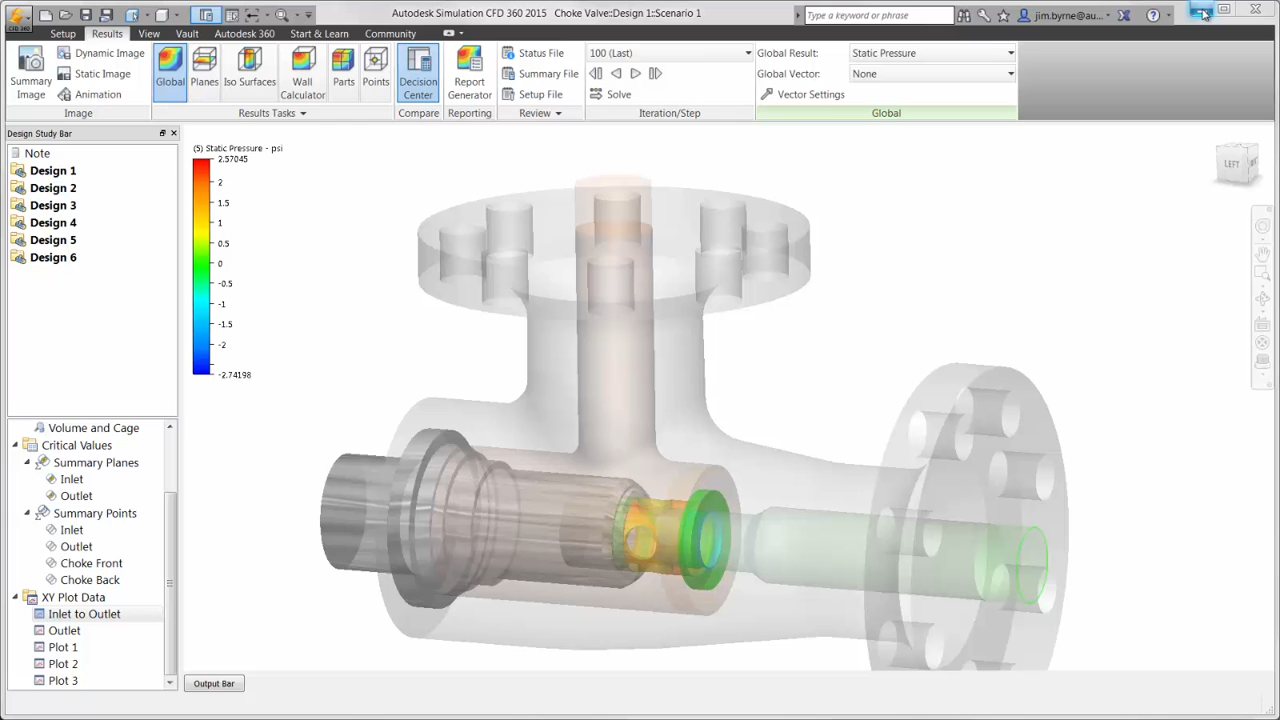 Autodesk Simulation CFD 360 2015 Choke Valve::Design 1::Scenario 1
Type a keyword or phrase
jim.byrne@au...
CFD 360
Setup Results View Vault Autodesk 360 Start & Learn Community
Summary Image
Dynamic Image
Static Image
Animation
Image
Global
Planes
Iso Surfaces
Wall Calculator
Parts
Points
Results Tasks
Decision Center
Compare
Report Generator
Reporting
Status File
Summary File
Setup File
Review
100 (Last)
Solve
Iteration/Step
Global Result: Static Pressure
Global Vector: None
Vector Settings
Global
Design Study Bar
Note
Design 1
Design 2
Design 3
Design 4
Design 5
Design 6
Volume and Cage
Critical Values
Summary Planes
Inlet
Outlet
Summary Points
Inlet
Outlet
Choke Front
Choke Back
XY Plot Data
Inlet to Outlet
Outlet
Plot 1
Plot 2
Plot 3
(5) Static Pressure - psi
2.57045
2
1.5
1
0.5
0
-0.5
-1
-1.5
-2
-2.74198
LEFT
Output Bar